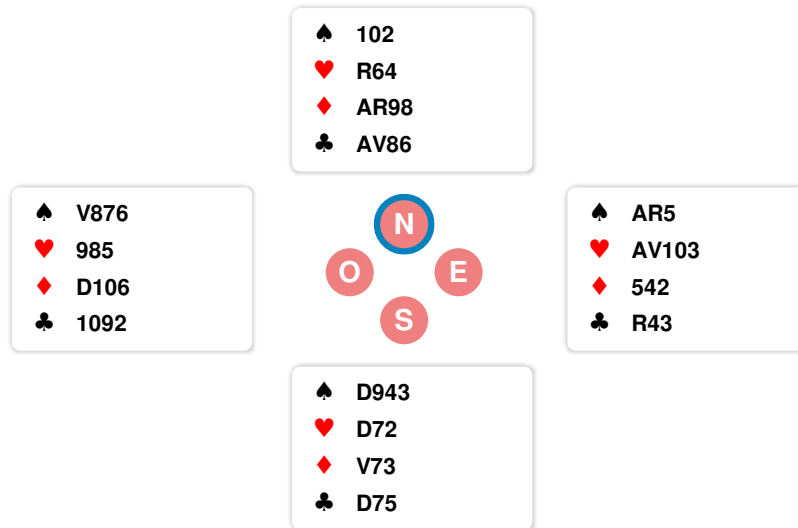 ♠ 102
♥ R64
♦ AR98
♣ AV86
♠ V876
♥ 985
♦ D106
♣ 1092
N
O E
S
♠ AR5
♥ AV103
♦ 542
♣ R43
♠ D943
♥ D72
♦ V73
♣ D75